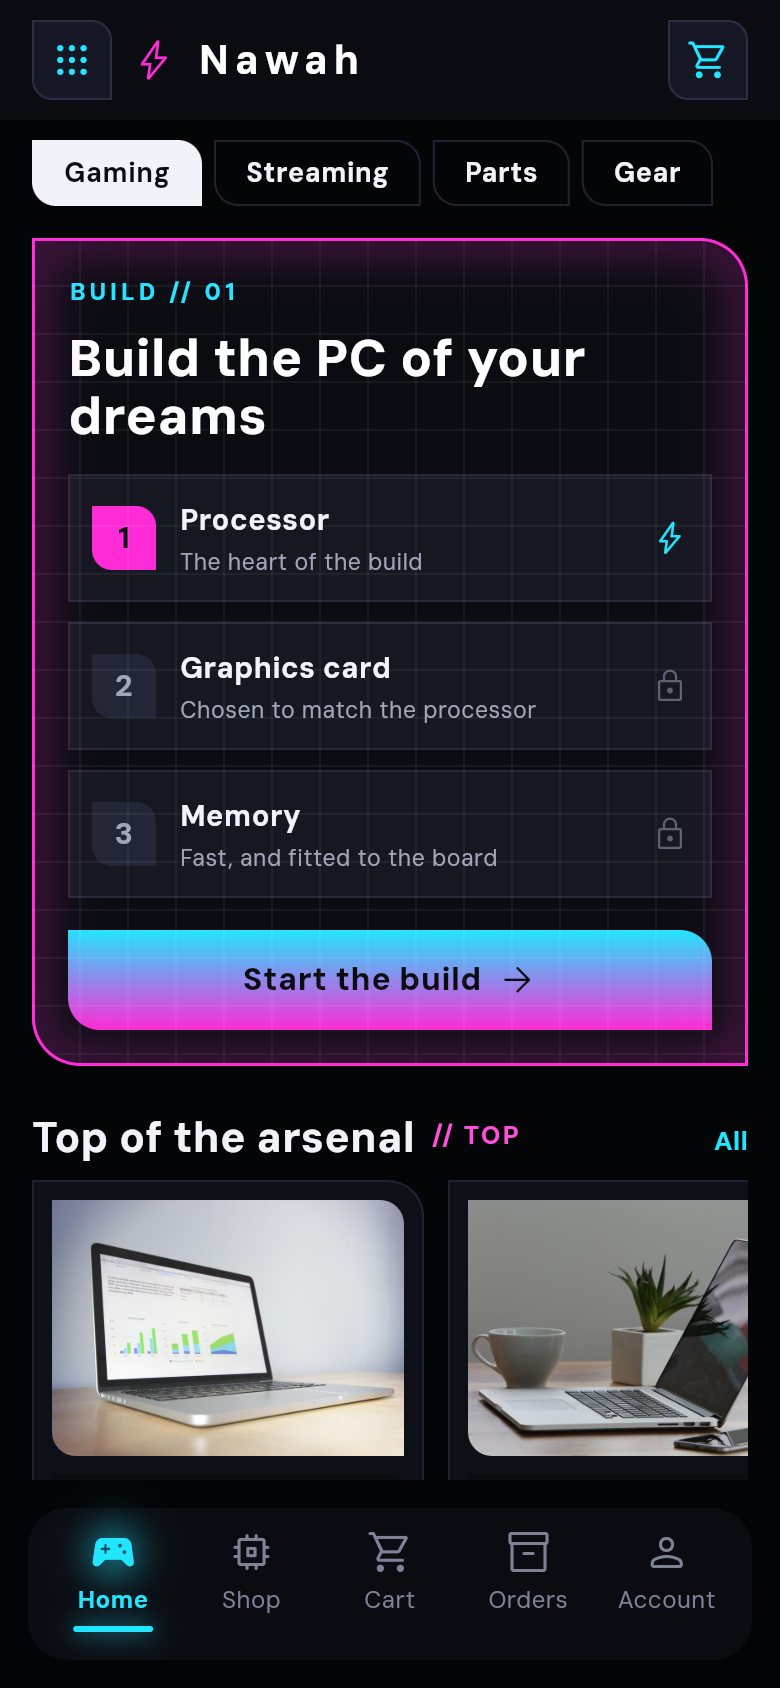 Nawah
Gaming
Streaming
Parts
Gear
BUILD // 01
Build the PC of your
dreams
1
Processor
The heart of the build
2
Graphics card
Chosen to match the processor
3
Memory
Fast, and fitted to the board
Start the build
Top of the arsenal // TOP
All
Home
Shop
Cart
Orders
Account